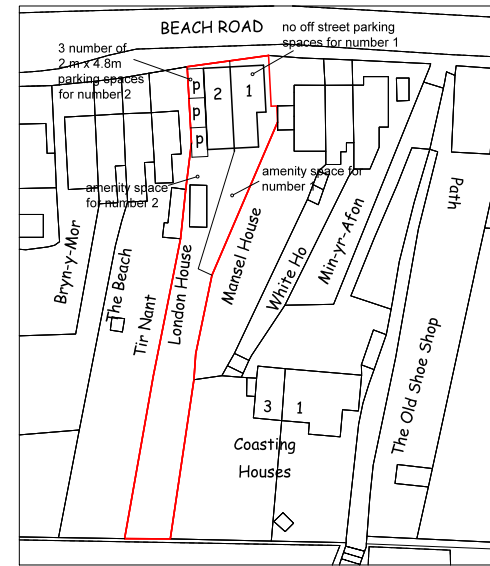 BEACH ROAD
no off street parking
spaces for number 1
3 number of
2 m x 4.8m
parking spaces
for number 2
p
p
p
2
1
amenity space
for number 2
amenity space for
number
Bryn-y-Mor
The Beach
Tir Nant
London House
Mansel House
White Ho
Min-yr-Afon
Path
The Old Shoe Shop
3
1
Coasting
Houses